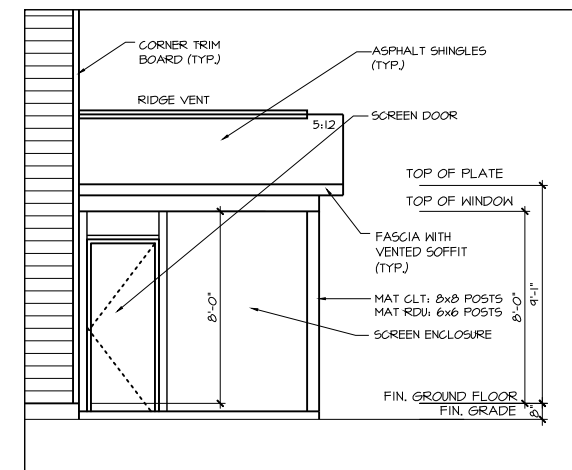 CORNER TRIM
BOARD (TYP.)
ASPHALT SHINGLES
(TYP.)
RIDGE VENT
SCREEN DOOR
5:12
TOP OF PLATE
TOP OF WINDOW
FASCIA WITH
VENTED SOFFIT
(TYP.)
8'-0"
8'-0"
9'-1"
MAT CLT: 8x8 POSTS
MAT RDU: 6x6 POSTS
SCREEN ENCLOSURE
FIN. GROUND FLOOR
FIN. GRADE
8"